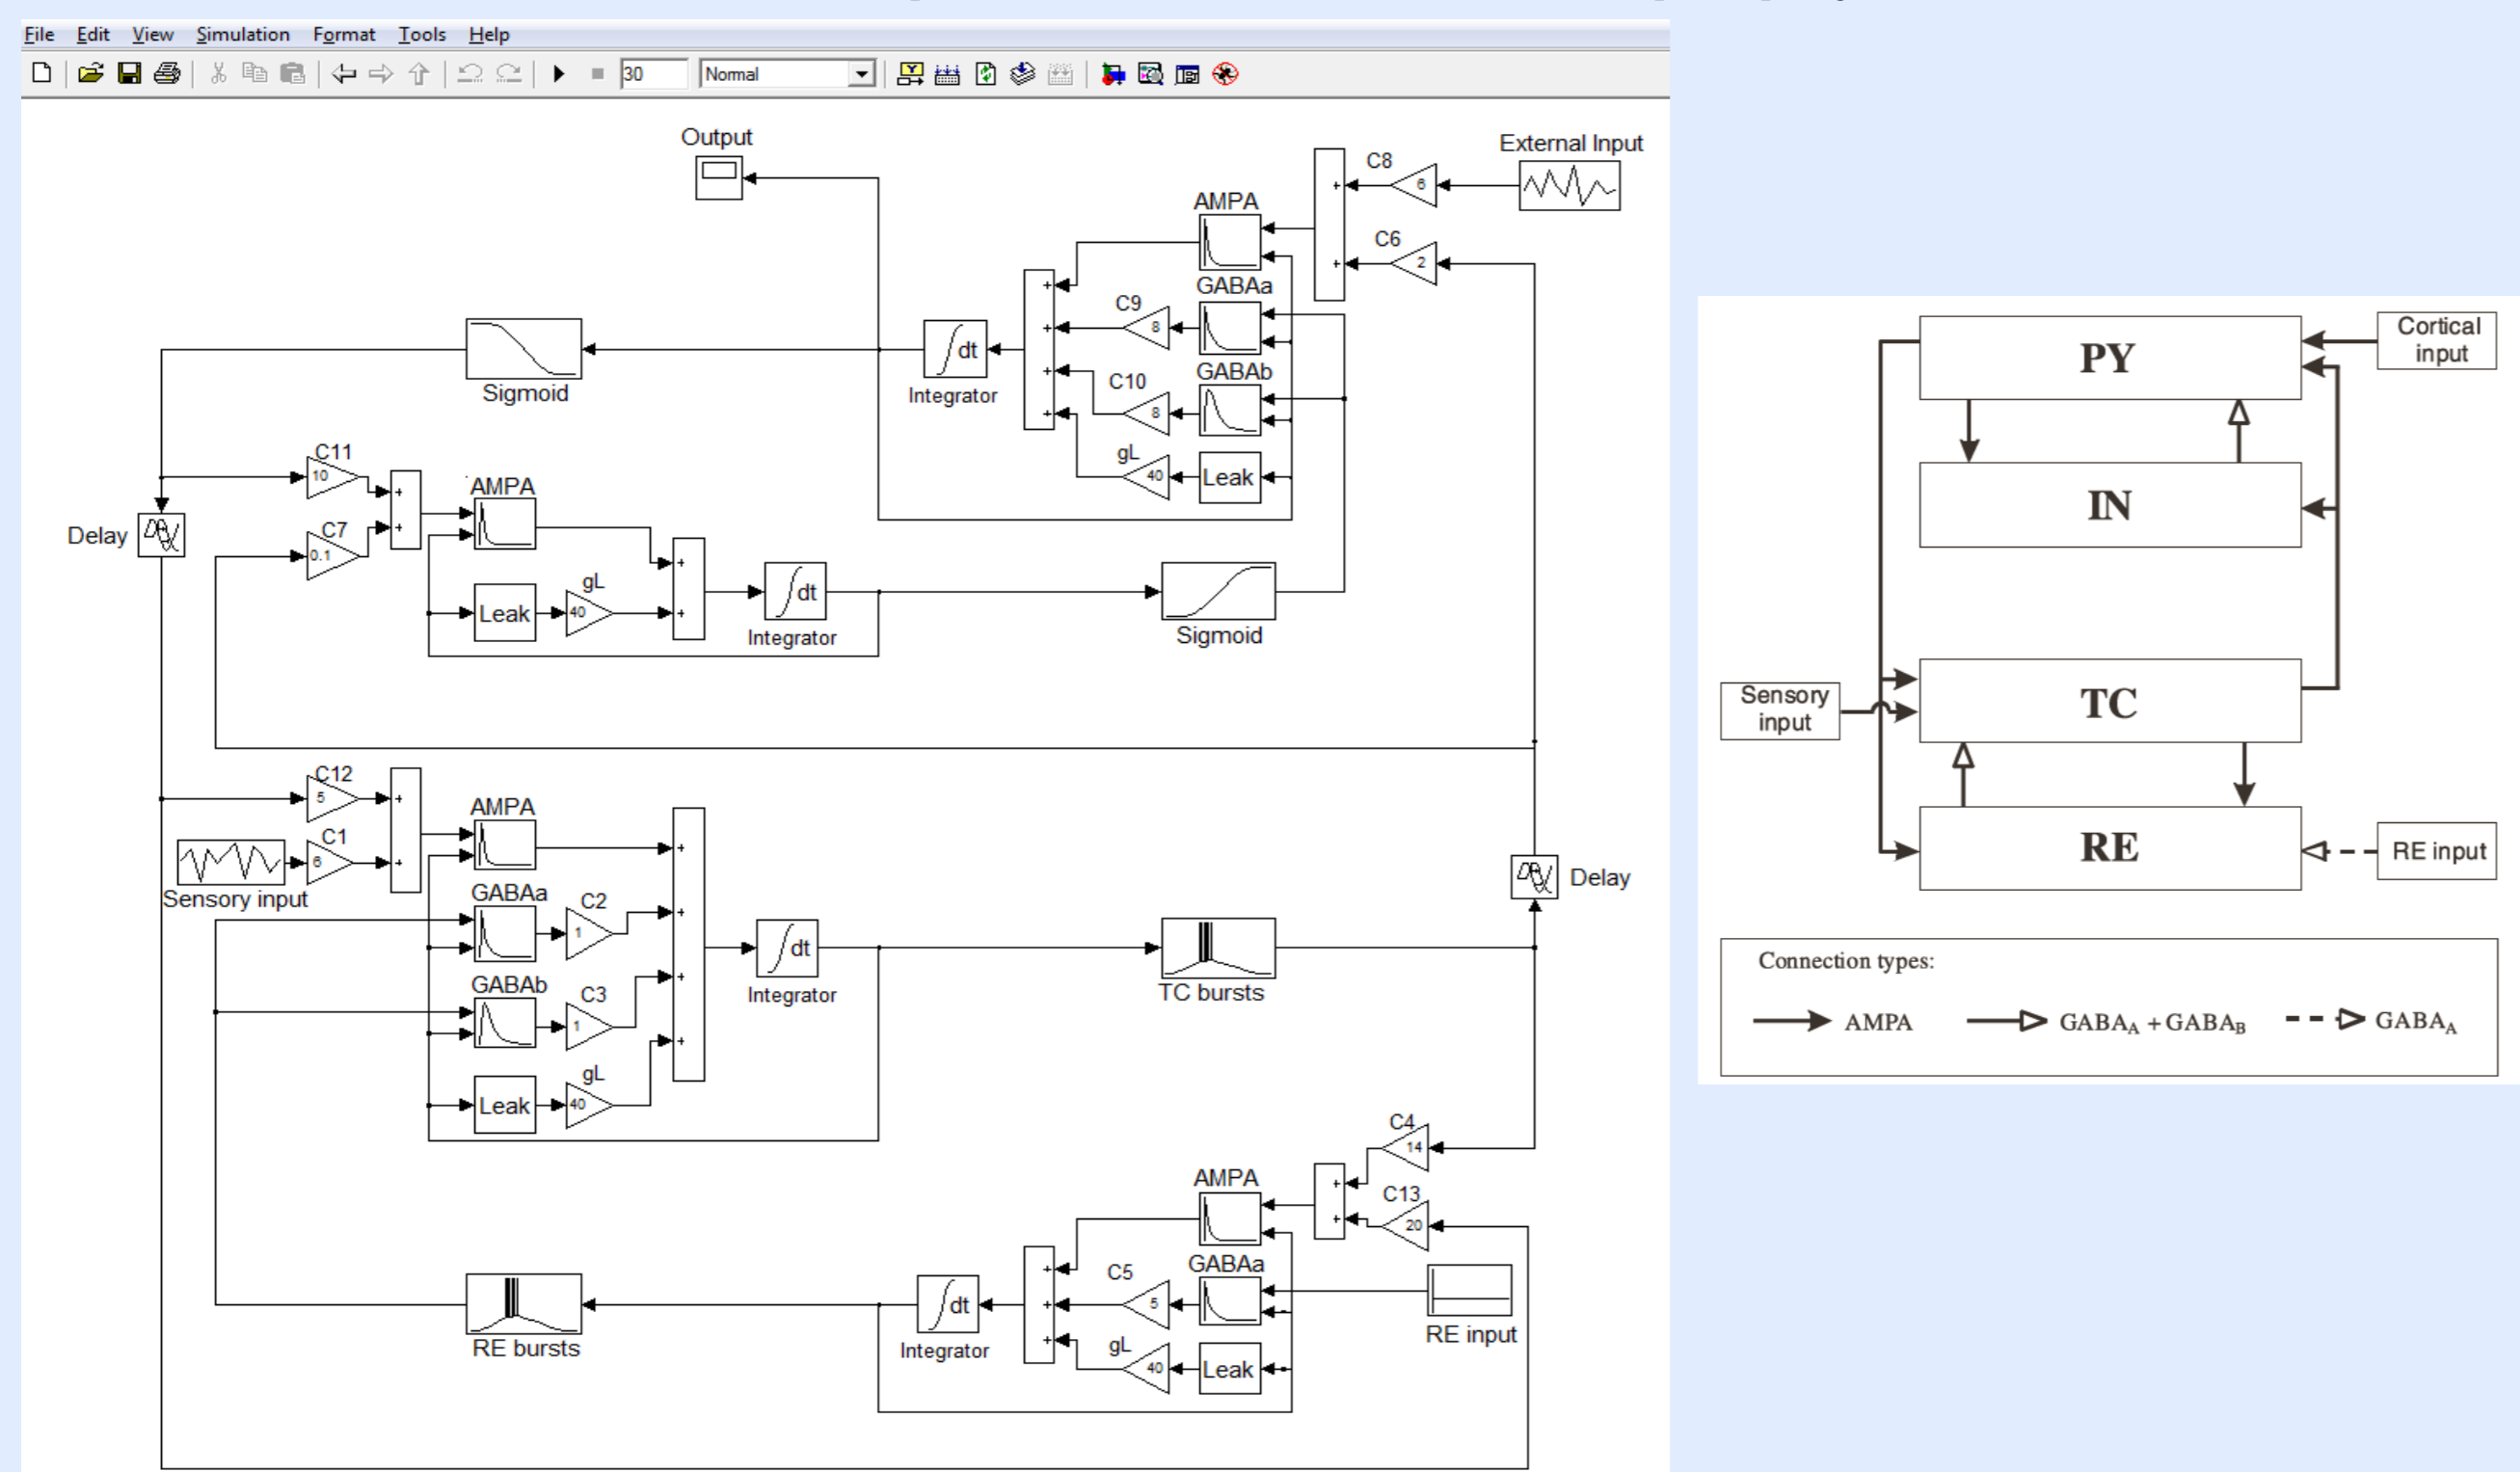 File Edit View Simulation Format Tools Help
30 Normal
Output
External Input
C8
6
AMPA
C6
2
GABAa
C9
8
dt
Integrator
Sigmoid
GABAb
C10
8
gL
40
Leak
C11
10
AMPA
Delay
C7
0.1
gL
Leak
40
dt
Integrator
Sigmoid
C12
5
AMPA
C1
6
Sensory input
GABAa
C2
1
dt
Integrator
TC bursts
Delay
GABAb
C3
1
gL
Leak
40
C4
14
AMPA
C13
20
GABAa
C5
5
dt
Integrator
RE bursts
RE input
gL
40
Leak
PY
Cortical
input
IN
Sensory
input
TC
RE
RE input
Connection types:
AMPA
GABAA + GABAB
GABAA